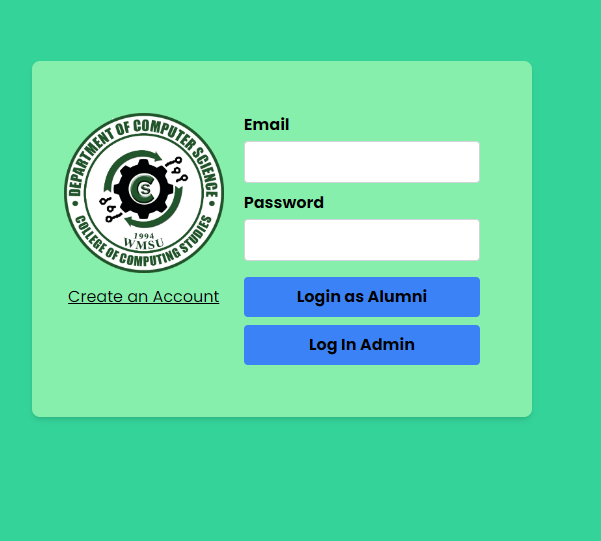 DEPARTMENT OF COMPUTER SCIENCE
CS
1994
WMSU
COLLEGE OF COMPUTING STUDIES
Create an Account
Email
Password
Login as Alumni
Log In Admin